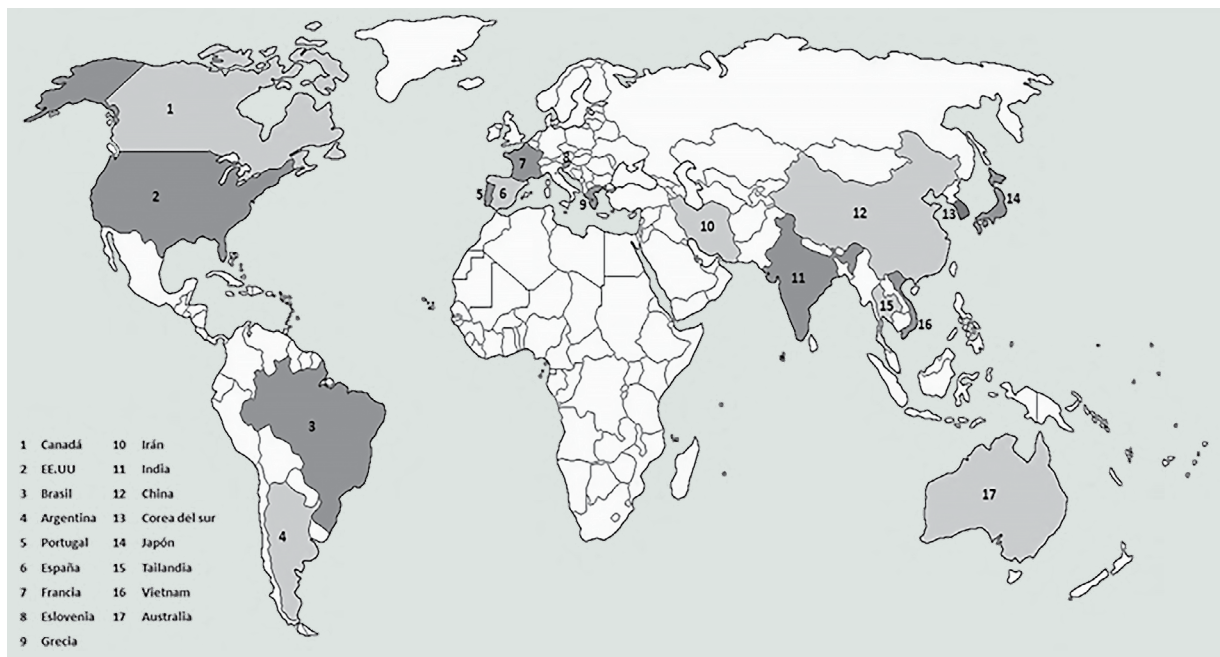 1
2
3
4
5
6
7
8
9
10
11
12
13
14
15
16
17
1 Canadá
2 EE.UU
3 Brasil
4 Argentina
5 Portugal
6 España
7 Francia
8 Eslovenia
9 Grecia
10 Irán
11 India
12 China
13 Corea del sur
14 Japón
15 Tailandia
16 Vietnam
17 Australia